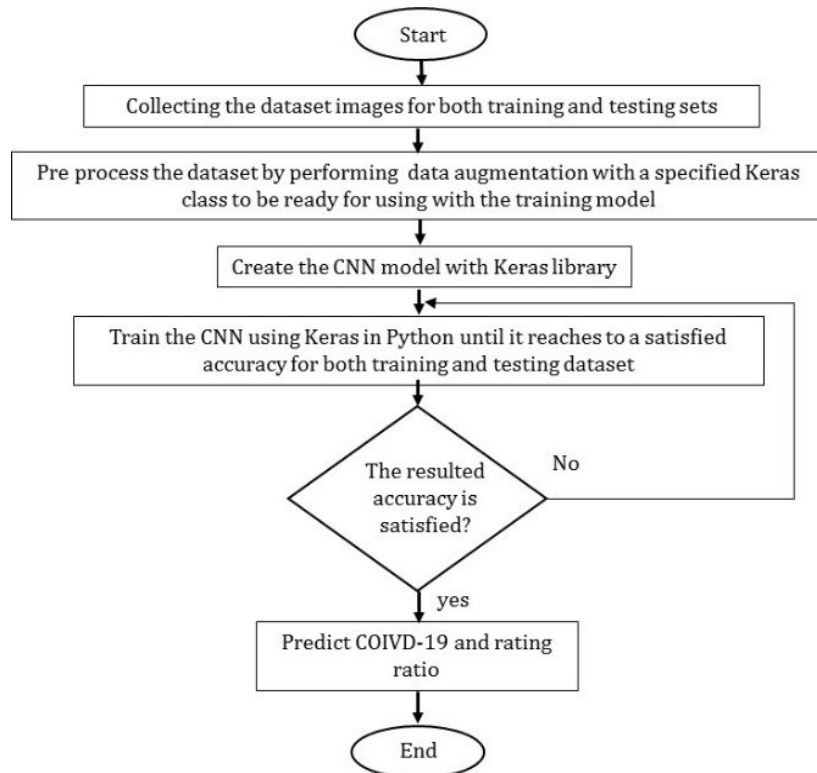 Start
Collecting the dataset images for both training and testing sets
Pre process the dataset by performing data augmentation with a specified Keras
class to be ready for using with the training model
Create the CNN model with Keras library
Train the CNN using Keras in Python until it reaches to a satisfied
accuracy for both training and testing dataset
The resulted
accuracy is
satisfied?
No
yes
Predict COIVD-19 and rating
ratio
End